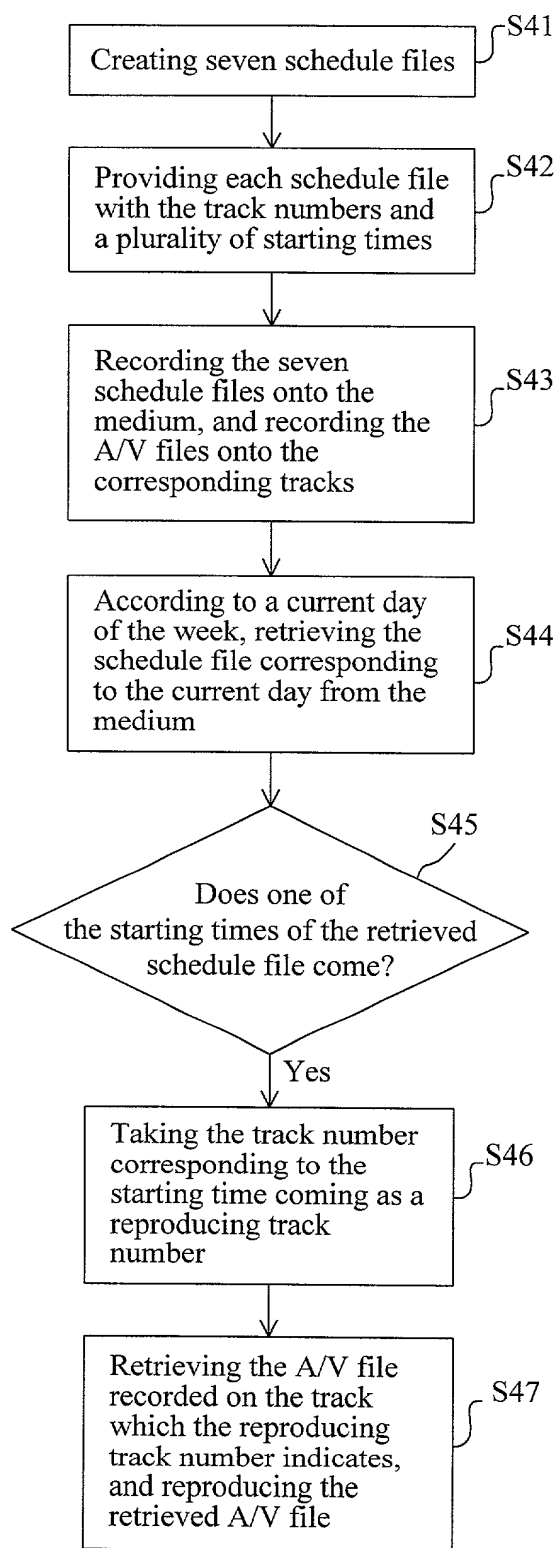 S41
Creating seven schedule files
S42
Providing each schedule file
with the track numbers and
a plurality of starting times
S43
Recording the seven
schedule files onto the
medium, and recording the
A/V files onto the
corresponding tracks
S44
According to a current day
of the week, retrieving the
schedule file corresponding
to the current day from the
medium
S45
Does one of
the starting times of the retrieved
schedule file come?
Yes
S46
Taking the track number
corresponding to the
starting time coming as a
reproducing track
number
S47
Retrieving the A/V file
recorded on the track
which the reproducing
track number indicates,
and reproducing the
retrieved A/V file